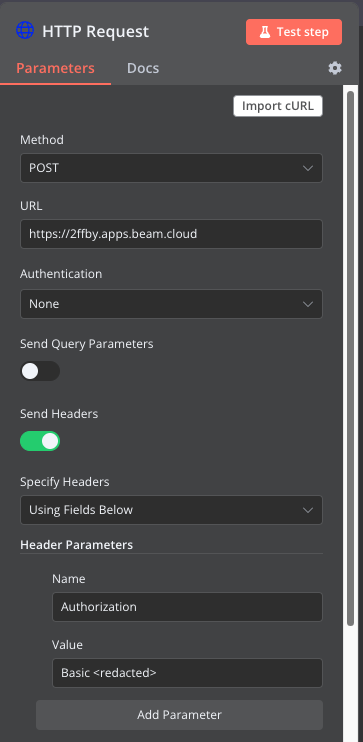 HTTP Request
Test step
Parameters
Docs
Import cURL
Method
POST
URL
https://2ffby.apps.beam.cloud
Authentication
None
Send Query Parameters
Send Headers
Specify Headers
Using Fields Below
Header Parameters
Name
Authorization
Value
Basic <redacted>
Add Parameter